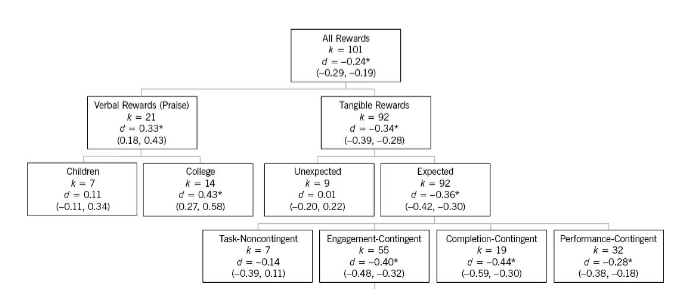 All Rewards
k = 101
d = –0.24*
(–0.29, –0.19)
Verbal Rewards (Praise)
k = 21
d = 0.33*
(0.18, 0.43)
Tangible Rewards
k = 92
d = –0.34*
(–0.39, –0.28)
Children
k = 7
d = 0.11
(–0.11, 0.34)
College
k = 14
d = 0.43*
(0.27, 0.58)
Unexpected
k = 9
d = 0.01
(–0.20, 0.22)
Expected
k = 92
d = –0.36*
(–0.42, –0.30)
Task-Noncontingent
k = 7
d = –0.14
(–0.39, 0.11)
Engagement-Contingent
k = 55
d = –0.40*
(–0.48, –0.32)
Completion-Contingent
k = 19
d = –0.44*
(–0.59, –0.30)
Performance-Contingent
k = 32
d = –0.28*
(–0.38, –0.18)